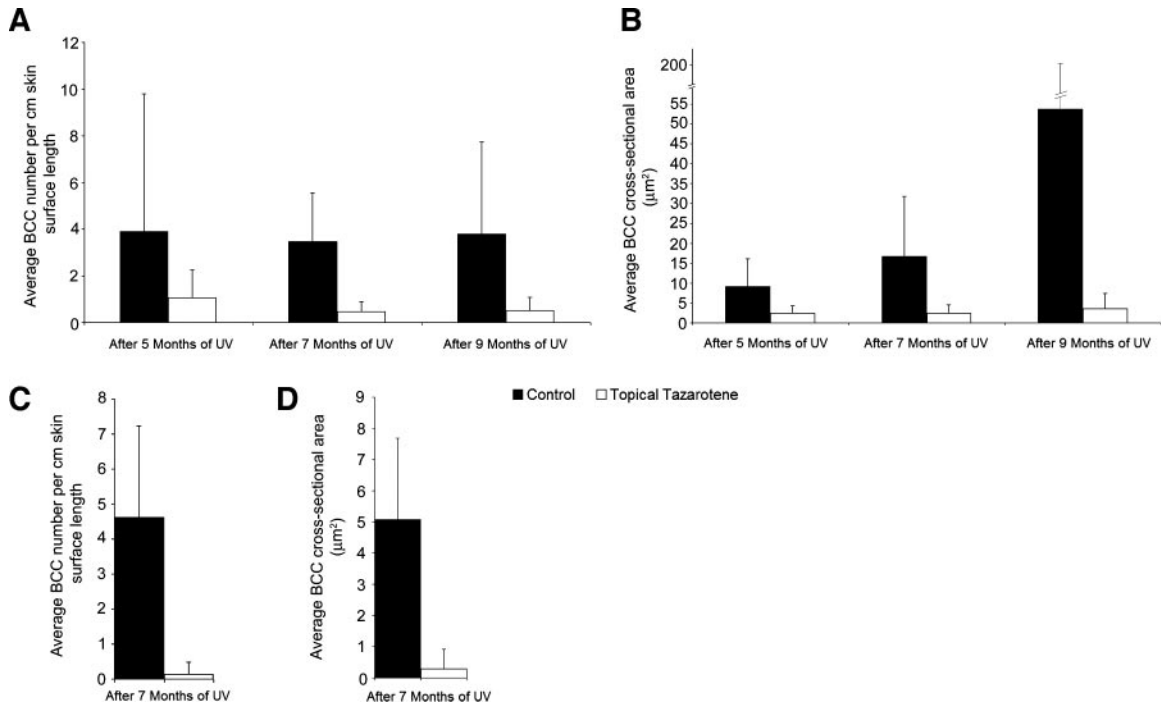 A
Average BCC number per cm skin
surface length
12
10
8
6
4
2
0
After 5 Months of UV
After 7 Months of UV
After 9 Months of UV
B
Average BCC cross-sectional area
(µm²)
200
55
50
45
40
35
30
25
20
15
10
5
0
After 5 Months of UV
After 7 Months of UV
After 9 Months of UV
Control
Topical Tazarotene
C
Average BCC number per cm skin
surface length
8
7
6
5
4
3
2
1
0
After 7 Months of UV
D
Average BCC cross-sectional area
(µm²)
9
8
7
6
5
4
3
2
1
0
After 7 Months of UV